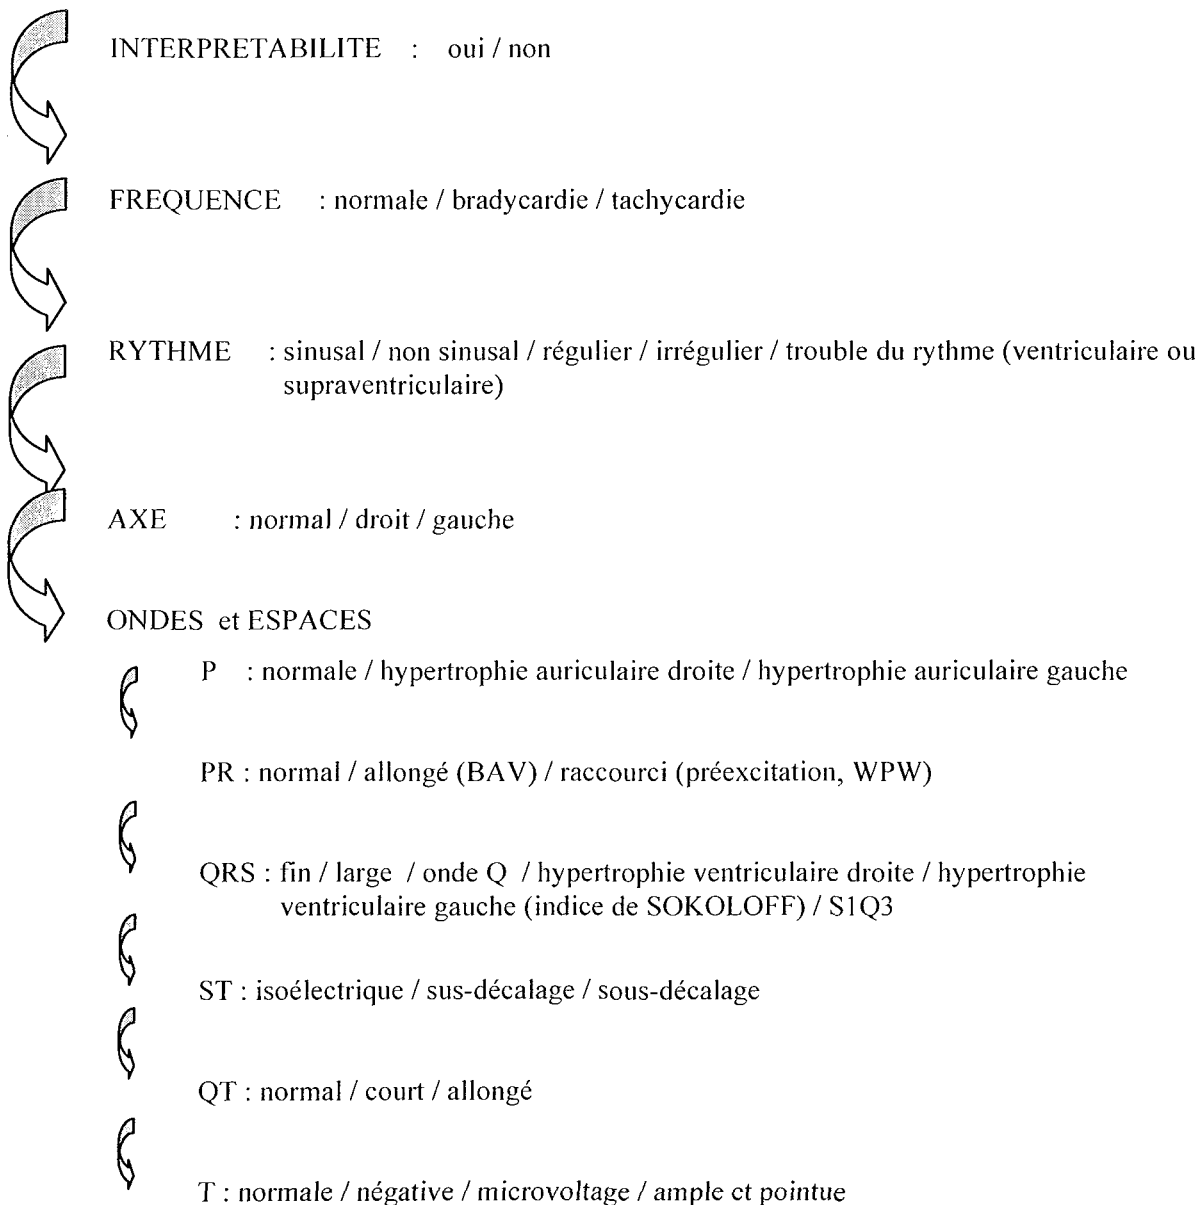 INTERPRETABILITE : oui / non
FREQUENCE : normale / bradycardie / tachycardie
RYTHME : sinusal / non sinusal / régulier / irrégulier / trouble du rythme (ventriculaire ou
supraventriculaire)
AXE : normal / droit / gauche
ONDES et ESPACES
P : normale / hypertrophie auriculaire droite / hypertrophie auriculaire gauche
PR : normal / allongé (BAV) / raccourci (préexcitation, WPW)
QRS : fin / large / onde Q / hypertrophie ventriculaire droite / hypertrophie
ventriculaire gauche (indice de SOKOLOFF) / S1Q3
ST : isoélectrique / sus-décalage / sous-décalage
QT : normal / court / allongé
T : normale / négative / microvoltage / ample et pointue